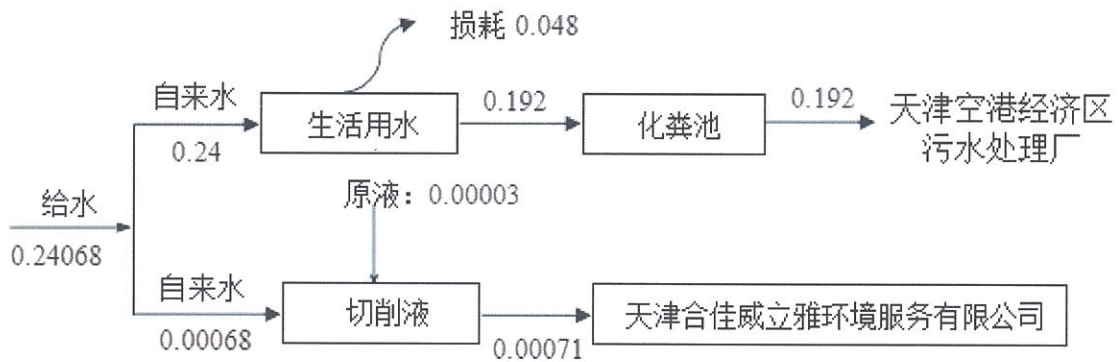 损耗 0.048
自来水
0.24
生活用水
0.192
化粪池
0.192
天津空港经济区
污水处理厂
给水
0.24068
原液：0.00003
自来水
0.00068
切削液
0.00071
天津合佳威立雅环境服务有限公司